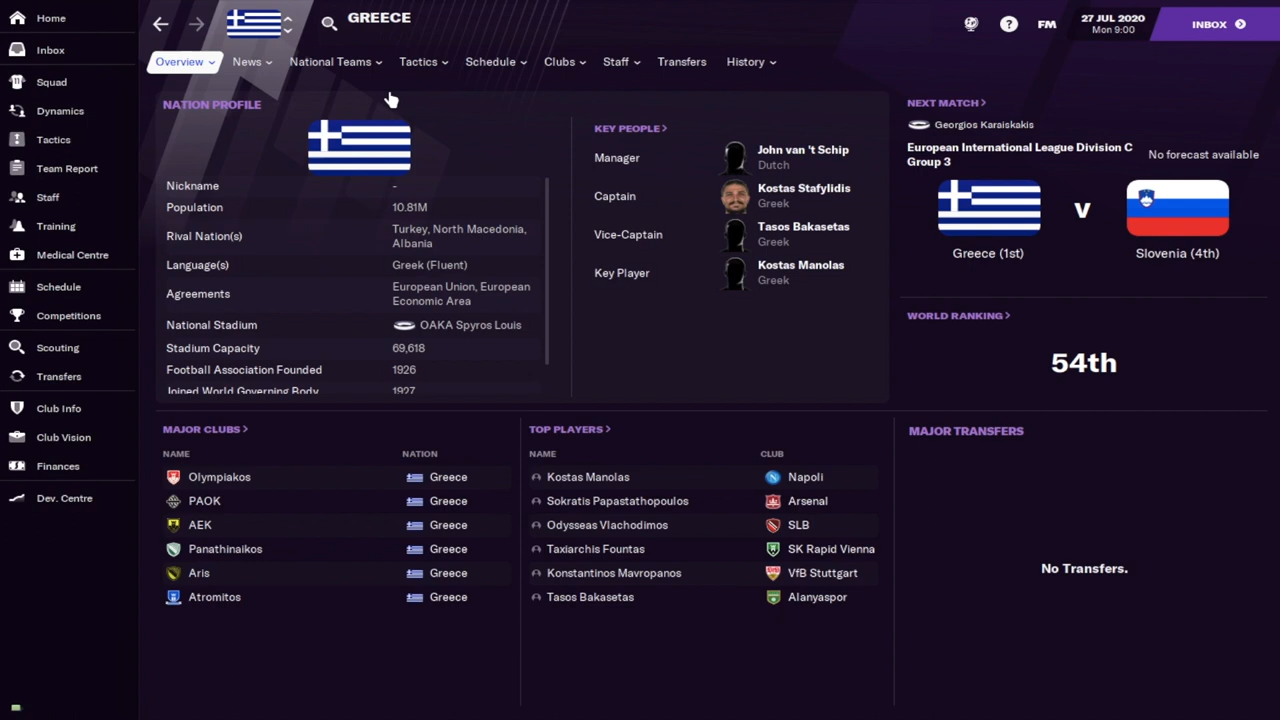 Home
Inbox
Squad
Dynamics
Tactics
Team Report
Staff
Training
Medical Centre
Schedule
Competitions
Scouting
Transfers
Club Info
Club Vision
Finances
Dev. Centre
GREECE
?
FM
27 JUL 2020
Mon 9:00
INBOX
Overview
News
National Teams
Tactics
Schedule
Clubs
Staff
Transfers
History
NATION PROFILE
Nickname -
Population 10.81M
Rival Nation(s) Turkey, North Macedonia,
Albania
Language(s) Greek (Fluent)
Agreements European Union, European
Economic Area
National Stadium OAKA Spyros Louis
Stadium Capacity 69,618
Football Association Founded 1926
Joined World Governing Body 1927
KEY PEOPLE >
Manager John van 't Schip
Dutch
Captain Kostas Stafylidis
Greek
Vice-Captain Tasos Bakasetas
Greek
Key Player Kostas Manolas
Greek
NEXT MATCH >
Georgios Karaiskakis
European International League Division C
Group 3
No forecast available
V
Greece (1st) Slovenia (4th)
WORLD RANKING >
54th
MAJOR CLUBS >
NAME NATION
Olympiakos Greece
PAOK Greece
AEK Greece
Panathinaikos Greece
Aris Greece
Atromitos Greece
TOP PLAYERS >
NAME CLUB
Kostas Manolas Napoli
Sokratis Papastathopoulos Arsenal
Odysseas Vlachodimos SLB
Taxiarchis Fountas SK Rapid Vienna
Konstantinos Mavropanos VfB Stuttgart
Tasos Bakasetas Alanyaspor
MAJOR TRANSFERS
No Transfers.